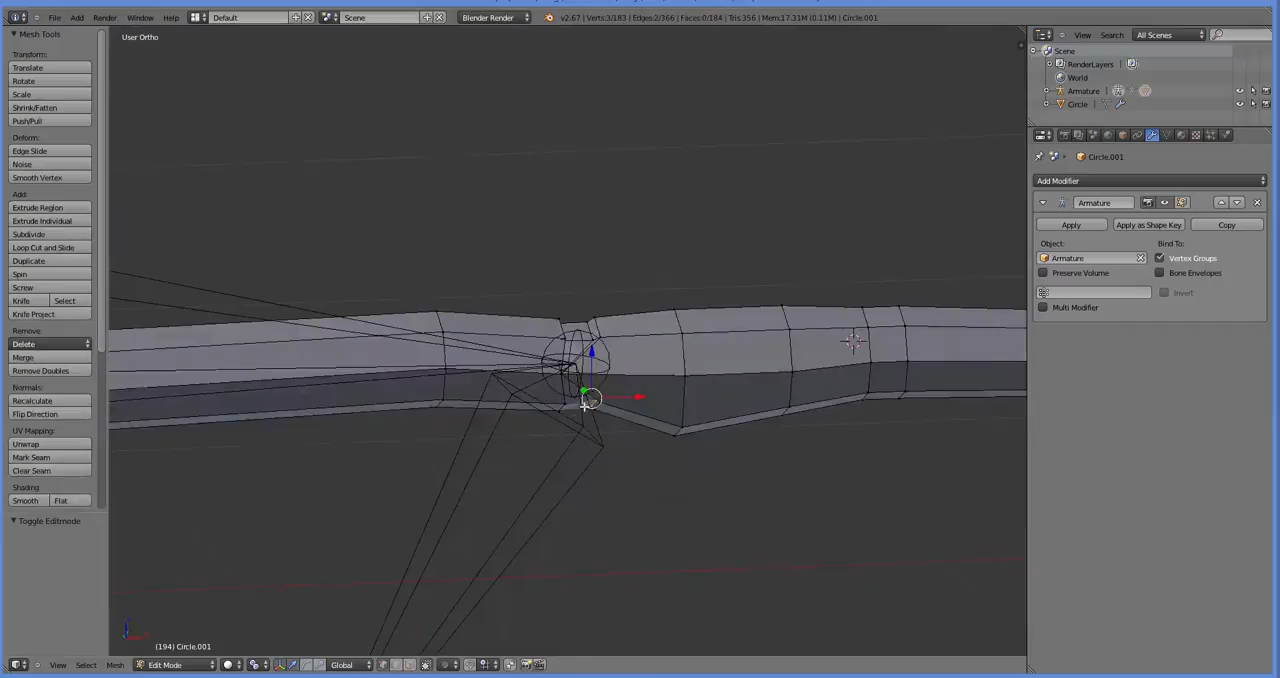 File Add Render Window Help Default Scene Blender Render v2.67 | Verts:3/183 | Edges:2/366 | Faces:0/184 | Tris:356 | Mem:17.31M (0.11M) | Circle.001
Mesh Tools
Transform:
Translate
Rotate
Scale
Shrink/Fatten
Push/Pull
Deform:
Edge Slide
Noise
Smooth Vertex
Add:
Extrude Region
Extrude Individual
Subdivide
Loop Cut and Slide
Duplicate
Spin
Screw
Knife Select
Knife Project
Remove:
Delete
Merge
Remove Doubles
Normals:
Recalculate
Flip Direction
UV Mapping:
Unwrap
Mark Seam
Clear Seam
Shading:
Smooth Flat
Toggle Editmode
User Ortho
(194) Circle.001
View Select Mesh Edit Mode Global
View Search All Scenes
Scene
RenderLayers |
World
Armature
Circle
Circle.001
Add Modifier
Armature
Apply Apply as Shape Key Copy
Object: Bind To:
Armature Vertex Groups
Preserve Volume Bone Envelopes
Invert
Multi Modifier